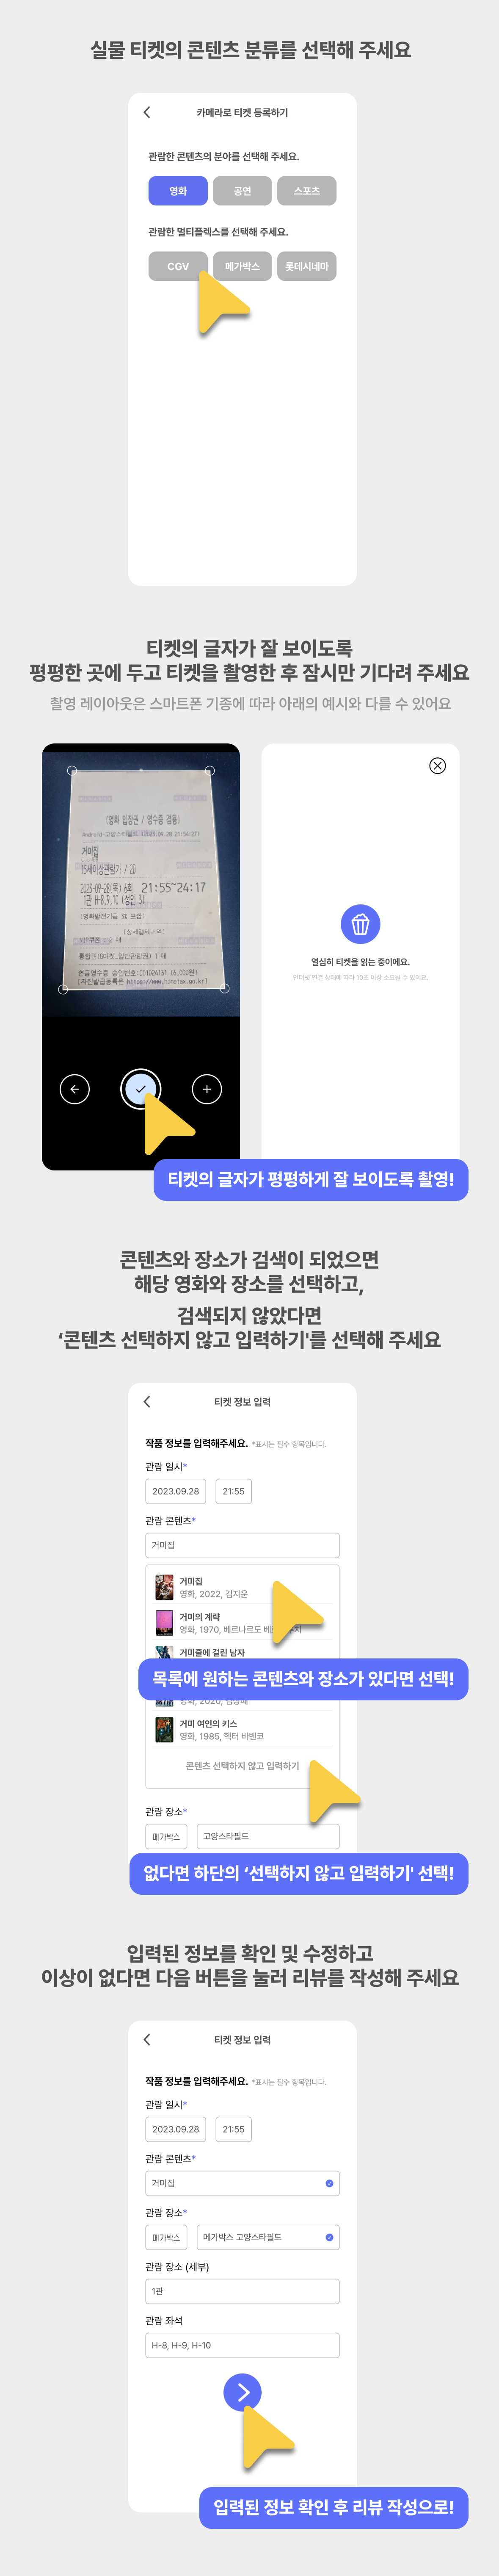 실물 티켓의 콘텐츠 분류를 선택해 주세요
카메라로 티켓 등록하기
관람한 콘텐츠의 분야를 선택해 주세요.
영화 공연 스포츠
관람한 멀티플렉스를 선택해 주세요.
CGV 메가박스 롯데시네마
티켓의 글자가 잘 보이도록
평평한 곳에 두고 티켓을 촬영한 후 잠시만 기다려 주세요
촬영 레이아웃은 스마트폰 기종에 따라 아래의 예시와 다를 수 있어요
(영화 입장권 / 영수증 겸용)
거미집
15세이상관람가 / 2D
2023-09-28(목) 6회 21:55~24:17
1관 H-8,9,10 (성인 3)
(영화발전기금 3% 포함)
(상세결제내역)
현금영수증 승인번호:
열심히 티켓을 읽는 중이에요.
인터넷 연결 상태에 따라 10초 이상 소요될 수 있어요.
티켓의 글자가 평평하게 잘 보이도록 촬영!
콘텐츠와 장소가 검색이 되었으면
해당 영화와 장소를 선택하고,
검색되지 않았다면
‘콘텐츠 선택하지 않고 입력하기'를 선택해 주세요
티켓 정보 입력
작품 정보를 입력해주세요. *표시는 필수 항목입니다.
관람 일시*
2023.09.28 21:55
관람 콘텐츠*
거미집
거미집
영화, 2022, 김지운
거미의 계략
영화, 1970, 베르나르도
거미줄에 걸린 남자
목록에 원하는 콘텐츠와 장소가 있다면 선택!
거미 여인의 키스
영화, 1985, 헥터 바벤코
콘텐츠 선택하지 않고 입력하기
관람 장소*
메가박스 고양스타필드
없다면 하단의 ‘선택하지 않고 입력하기' 선택!
입력된 정보를 확인 및 수정하고
이상이 없다면 다음 버튼을 눌러 리뷰를 작성해 주세요
티켓 정보 입력
작품 정보를 입력해주세요. *표시는 필수 항목입니다.
관람 일시*
2023.09.28 21:55
관람 콘텐츠*
거미집
관람 장소*
메가박스 메가박스 고양스타필드
관람 장소 (세부)
1관
관람 좌석
H-8, H-9, H-10
입력된 정보 확인 후 리뷰 작성으로!